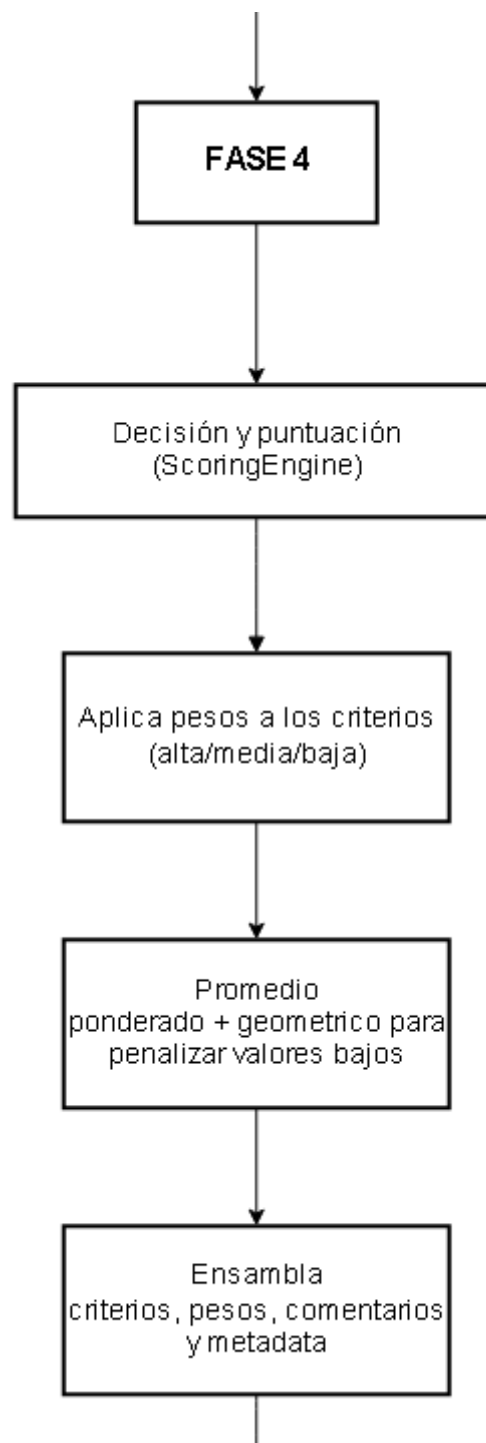 FASE 4
Decisión y puntuación
(ScoringEngine)
Aplica pesos a los criterios
(alta/media/baja)
Promedio
ponderado + geometrico para
penalizar valores bajos
Ensambla
criterios, pesos, comentarios
y metadata